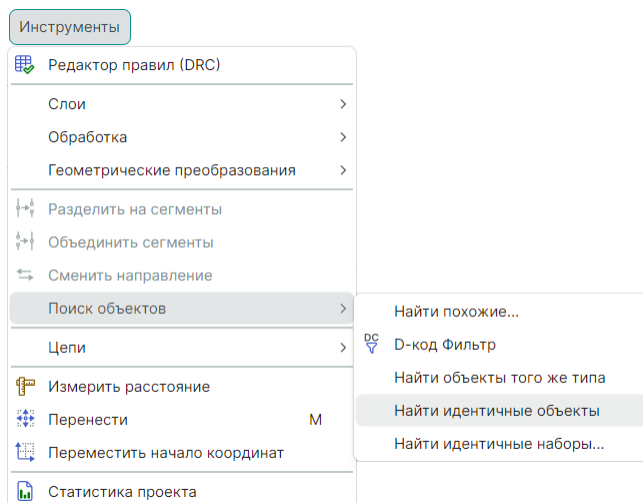 Инструменты
Редактор правил (DRC)
Слои
Обработка
Геометрические преобразования
Разделить на сегменты
Объединить сегменты
Сменить направление
Поиск объектов
Цепи
Измерить расстояние
Перенести M
Переместить начало координат
Статистика проекта
Найти похожие...
DC D-код Фильтр
Найти объекты того же типа
Найти идентичные объекты
Найти идентичные наборы...